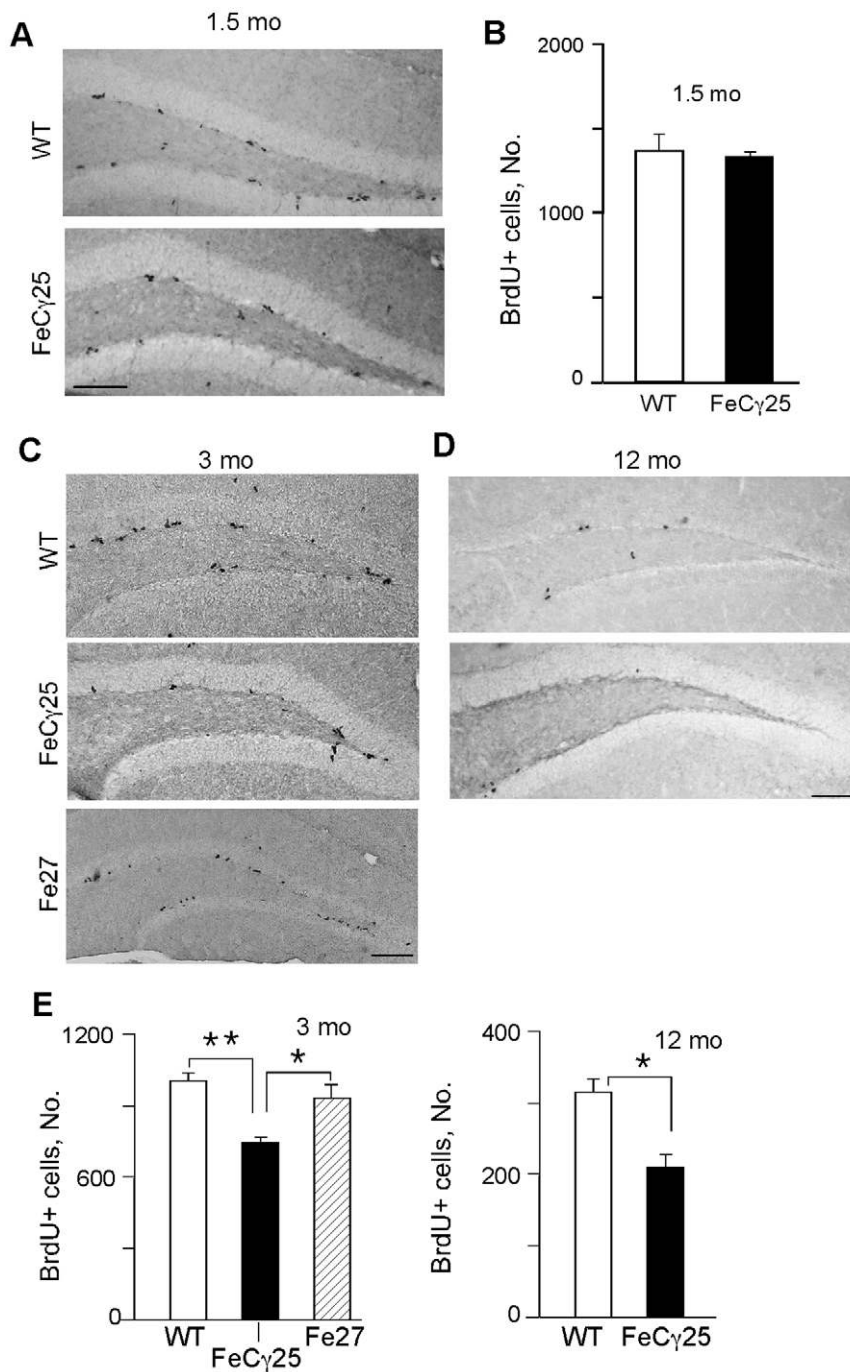 A
1.5 mo
WT
FeCγ25
B
2000
1.5 mo
1000
0
BrdU+ cells, No.
WT FeCγ25
C
3 mo
WT
FeCγ25
Fe27
D
12 mo
E
1200
3 mo
** *
600
0
BrdU+ cells, No.
WT Fe27
FeCγ25
400
12 mo
*
200
0
BrdU+ cells, No.
WT FeCγ25